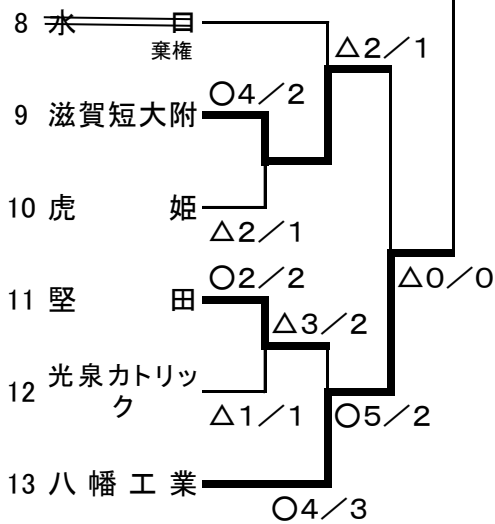 8 水口
棄権
△2／1
○4／2
9 滋賀短大附
10 虎姫
△2／1
○2／2
△0／0
11 堅田
△3／2
光泉カトリッ
12
ク
△1／1
○5／2
13 八幡工業
○4／3